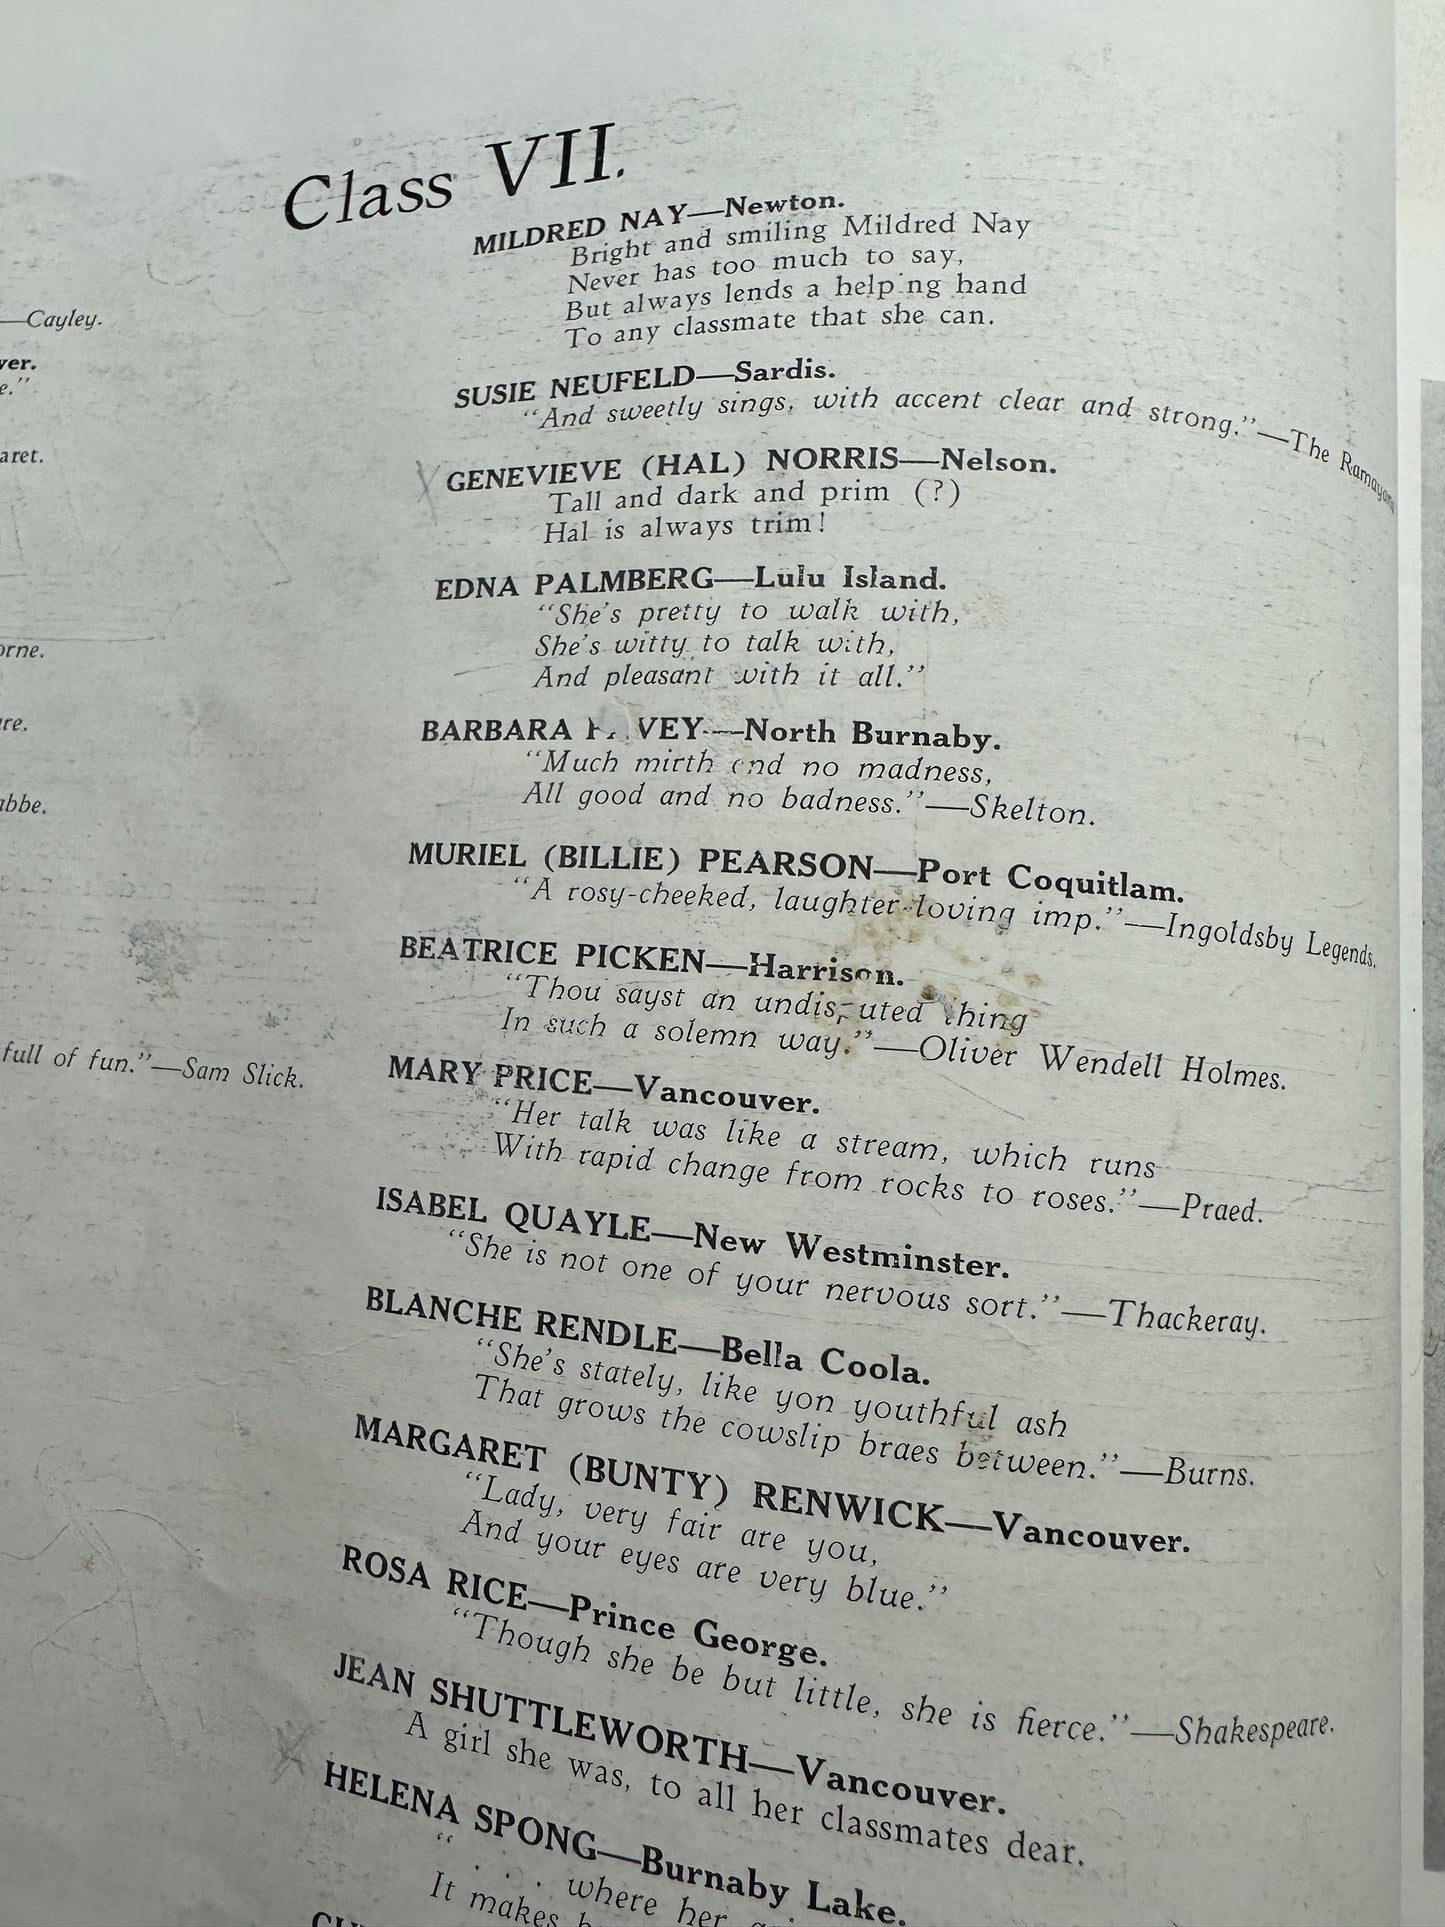 Class VII.
MILDRED NAY—Newton.
Bright and smiling Mildred Nay
Never has too much to say,
But always lends a help ng hand
To any classmate that she can.
SUSIE NEUFELD—Sardis.
"And sweetly sings, with accent clear and strong."—The Ramayana
GENEVIEVE (HAL) NORRIS—Nelson.
Tall and dark and prim (?)
Hal is always trim!
EDNA PALMBERG—Lulu Island.
"She's pretty to walk with,
She's witty to talk with,
And pleasant with it all."
BARBARA VEY—North Burnaby.
"Much mirth and no madness,
All good and no badness."—Skelton.
MURIEL (BILLIE) PEARSON—Port Coquitlam.
"A rosy-cheeked, laughter-loving imp."—Ingoldsby Legends.
BEATRICE PICKEN—Harrison.
"Thou sayst an undisputed thing
In such a solemn way."—Oliver Wendell Holmes.
MARY PRICE—Vancouver.
"Her talk was like a stream, which runs
With rapid change from rocks to roses."—Praed.
ISABEL QUAYLE—New Westminster.
"She is not one of your nervous sort."—Thackeray.
BLANCHE RENDLE—Bella Coola.
"She's stately, like yon youthful ash
That grows the cowslip braes between."—Burns.
MARGARET (BUNTY) RENWICK—Vancouver.
"Lady, very fair are you,
And your eyes are very blue."
ROSA RICE—Prince George.
"Though she be but little, she is fierce."—Shakespeare.
JEAN SHUTTLEWORTH—Vancouver.
A girl she was, to all her classmates dear.
HELENA SPONG—Burnaby Lake.
". . . where her
It makes
—Cayley.
ver.
e."
aret.
orne.
re.
abbe.
full of fun."—Sam Slick.